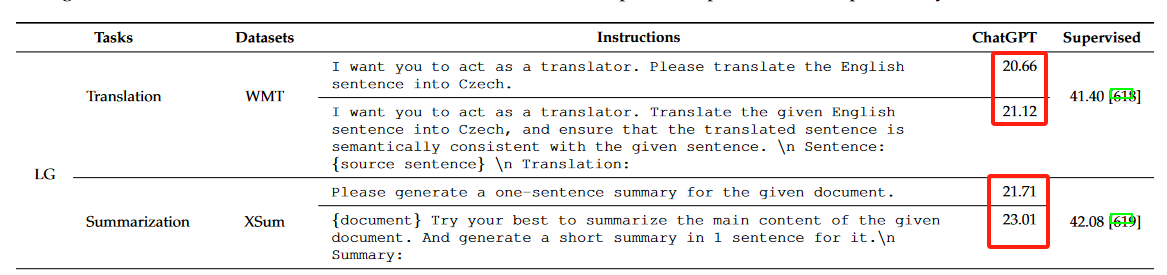 Tasks Datasets Instructions ChatGPT Supervised
I want you to act as a translator. Please translate the English 20.66
sentence into Czech.
Translation WMT 41.40 [618]
I want you to act as a translator. Translate the given English 21.12
sentence into Czech, and ensure that the translated sentence is
semantically consistent with the given sentence. \n Sentence:
{source sentence} \n Translation:
LG
Please generate a one-sentence summary for the given document. 21.71
Summarization XSum 42.08 [619]
{document} Try your best to summarize the main content of the given 23.01
document. And generate a short summary in 1 sentence for it.\n
Summary: